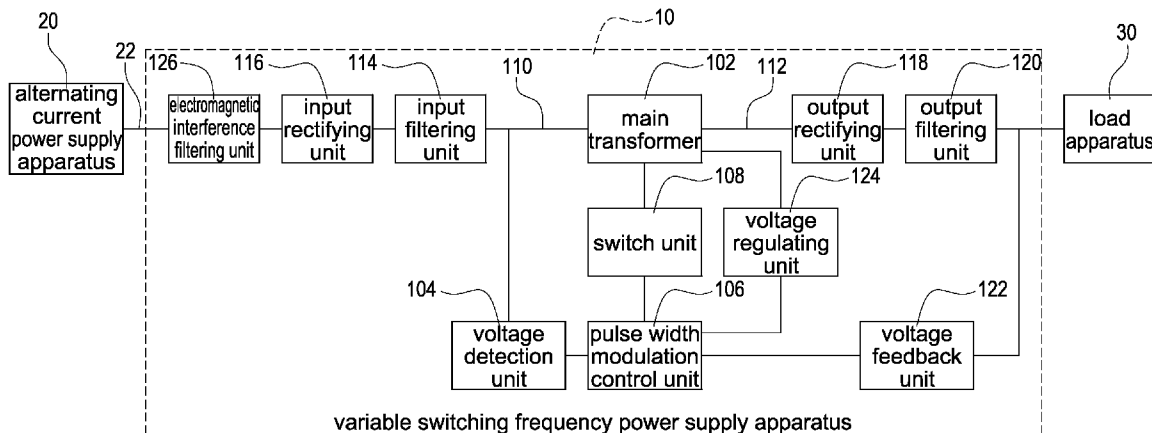 10
20
22
126
116
114
110
102
112
118
120
30
alternating
current
power supply
apparatus
electromagnetic
interference
filtering unit
input
rectifying
unit
input
filtering
unit
main
transformer
output
rectifying
unit
output
filtering
unit
load
apparatus
108
124
switch unit
voltage
regulating
unit
104
106
122
voltage
detection
unit
pulse width
modulation
control unit
voltage
feedback
unit
variable switching frequency power supply apparatus